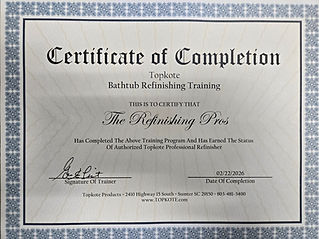 Certificate of Completion
Topkote
Bathtub Refinishing Training
THIS IS TO CERTIFY THAT
The Refinishing Pros
Has Completed The Above Training Program And Has Earned The Status
Of Authorized Topkote Professional Refinisher
02/22/2026
Signature Of Trainer Date Of Completion
Topkote Products • 2410 Highway 15 South • Sumter SC 29150 • 803-481-3400
www.TOPKOTE.com